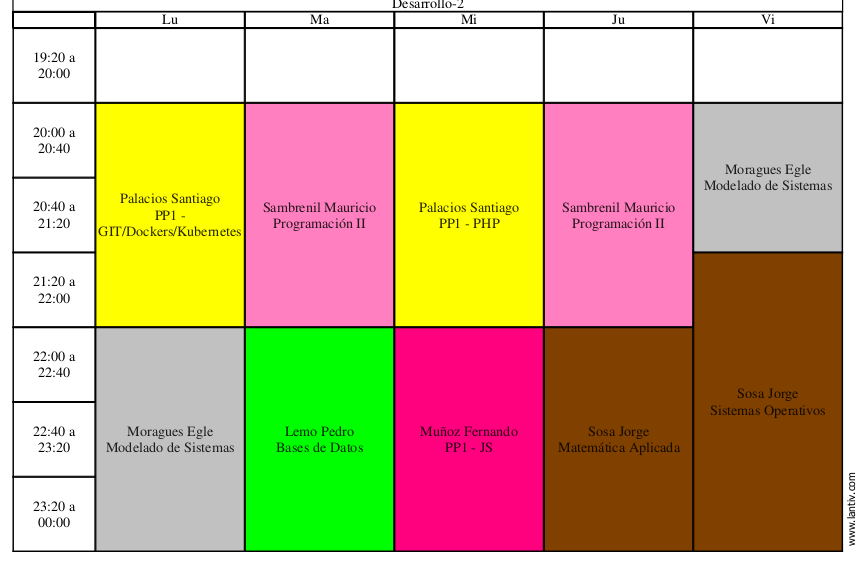 Desarrollo-2
Lu Ma Mi Ju Vi
19:20 a
20:00
20:00 a
20:40
20:40 a
21:20
21:20 a
22:00
22:00 a
22:40
22:40 a
23:20
23:20 a
00:00
Palacios Santiago
PP1 -
GIT/Dockers/Kubernetes
Moragues Egle
Modelado de Sistemas
Sambrenil Mauricio
Programación II
Lemo Pedro
Bases de Datos
Palacios Santiago
PP1 - PHP
Muñoz Fernando
PP1 - JS
Sambrenil Mauricio
Programación II
Sosa Jorge
Matemática Aplicada
Moragues Egle
Modelado de Sistemas
Sosa Jorge
Sistemas Operativos
www.lantiv.com